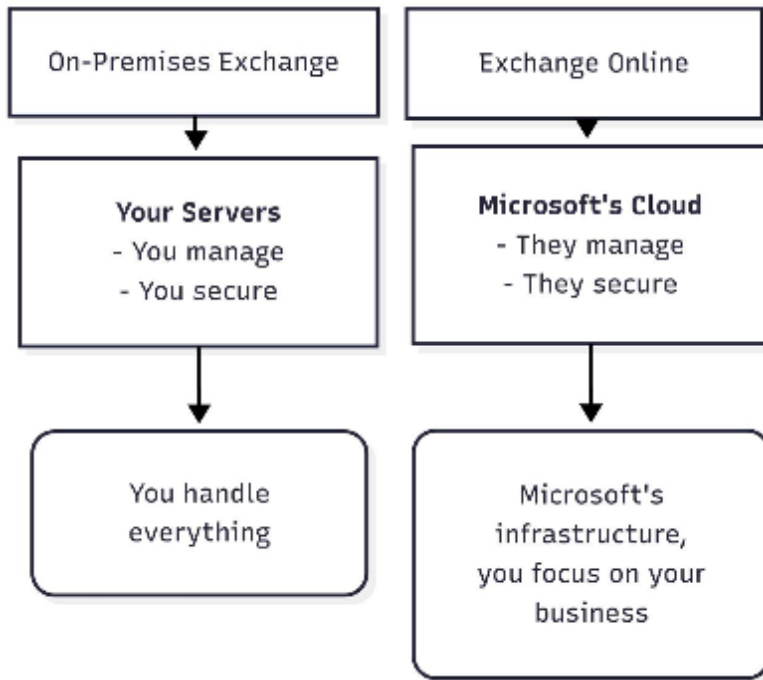 On-Premises Exchange
Your Servers
- You manage
- You secure
You handle
everything
Exchange Online
Microsoft's Cloud
- They manage
- They secure
Microsoft's
infrastructure,
you focus on your
business